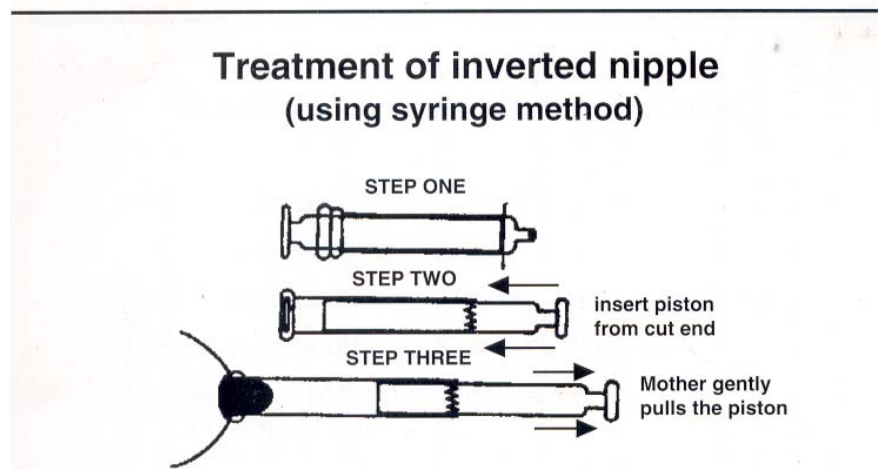 Treatment of inverted nipple
(using syringe method)
STEP ONE
STEP TWO
insert piston
from cut end
STEP THREE
Mother gently
pulls the piston